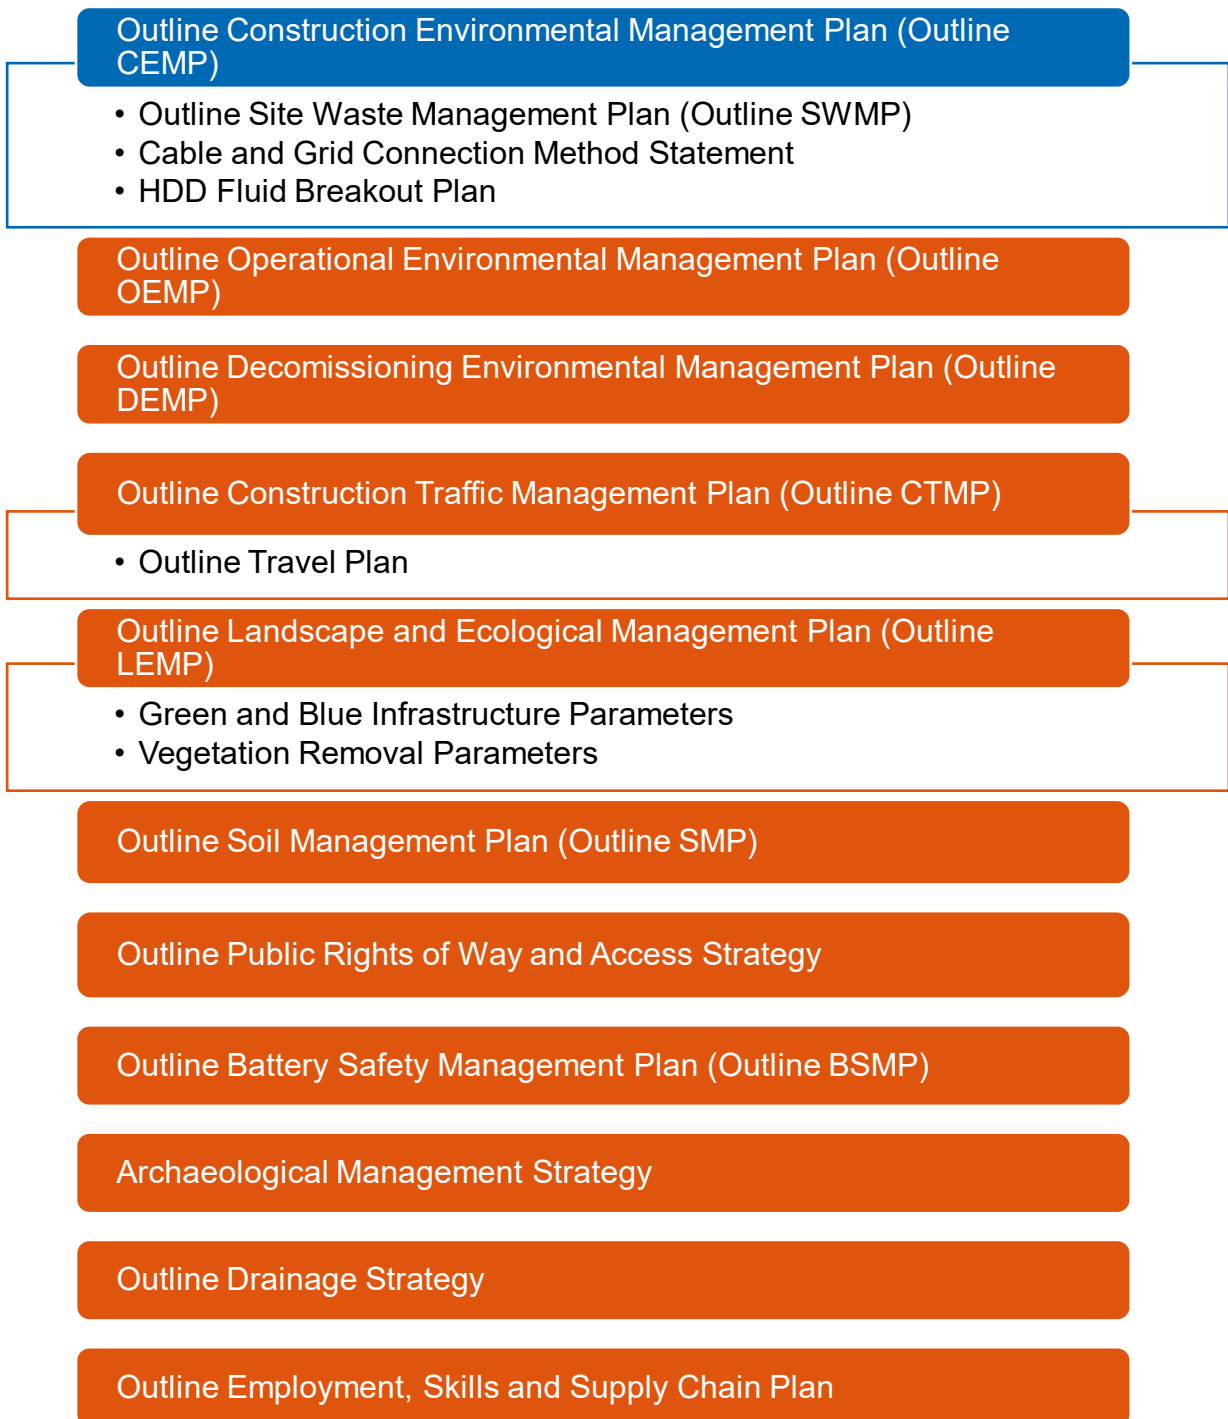 Outline Construction Environmental Management Plan (Outline
CEMP)
• Outline Site Waste Management Plan (Outline SWMP)
• Cable and Grid Connection Method Statement
• HDD Fluid Breakout Plan
Outline Operational Environmental Management Plan (Outline
OEMP)
Outline Decomissioning Environmental Management Plan (Outline
DEMP)
Outline Construction Traffic Management Plan (Outline CTMP)
• Outline Travel Plan
Outline Landscape and Ecological Management Plan (Outline
LEMP)
• Green and Blue Infrastructure Parameters
• Vegetation Removal Parameters
Outline Soil Management Plan (Outline SMP)
Outline Public Rights of Way and Access Strategy
Outline Battery Safety Management Plan (Outline BSMP)
Archaeological Management Strategy
Outline Drainage Strategy
Outline Employment, Skills and Supply Chain Plan